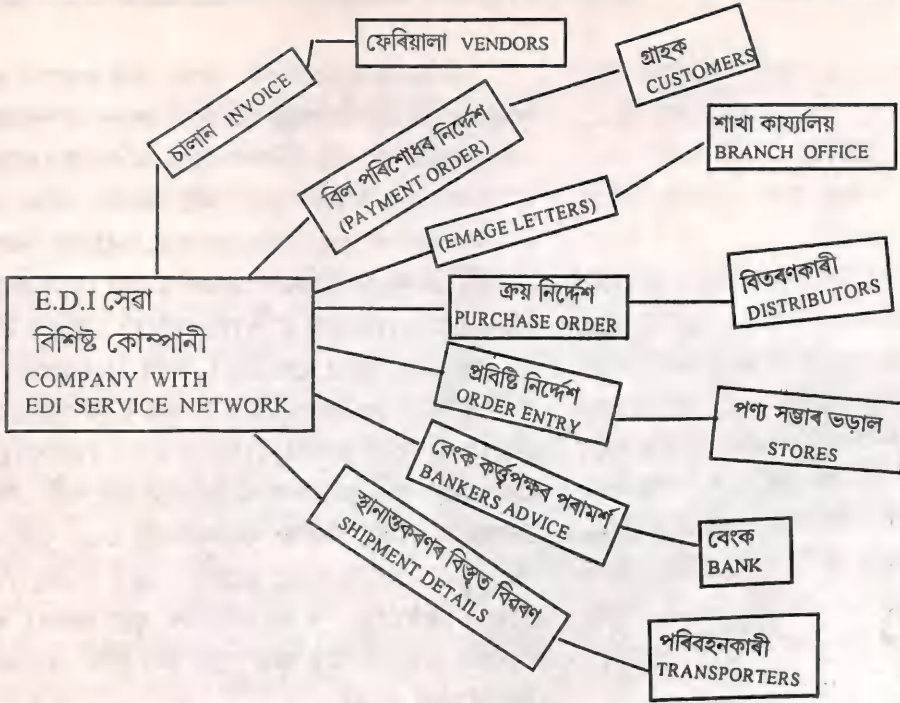 ফেৰিয়ালা VENDORS
চালান INVOICE
গ্ৰাহক
CUSTOMERS
বিল পৰিশোধৰ নিৰ্দ্দেশ
(PAYMENT ORDER)
শাখা কাৰ্য্যালয়
BRANCH OFFICE
(EMAGE LETTERS)
E.D.I সেৱা
বিশিষ্ট কোম্পানী
COMPANY WITH
EDI SERVICE NETWORK
ক্ৰয় নিৰ্দ্দেশ
PURCHASE ORDER
বিতৰণকাৰী
DISTRIBUTORS
প্ৰবিষ্টি নিৰ্দ্দেশ
ORDER ENTRY
পণ্য সম্ভাৰ ভড়াল
STORES
বেংক কৰ্ত্তৃপক্ষৰ পৰামৰ্শ
BANKERS ADVICE
বেংক
BANK
স্থানান্তকৰণৰ বিস্তৃত বিৱৰণ
SHIPMENT DETAILS
পৰিবহনকাৰী
TRANSPORTERS